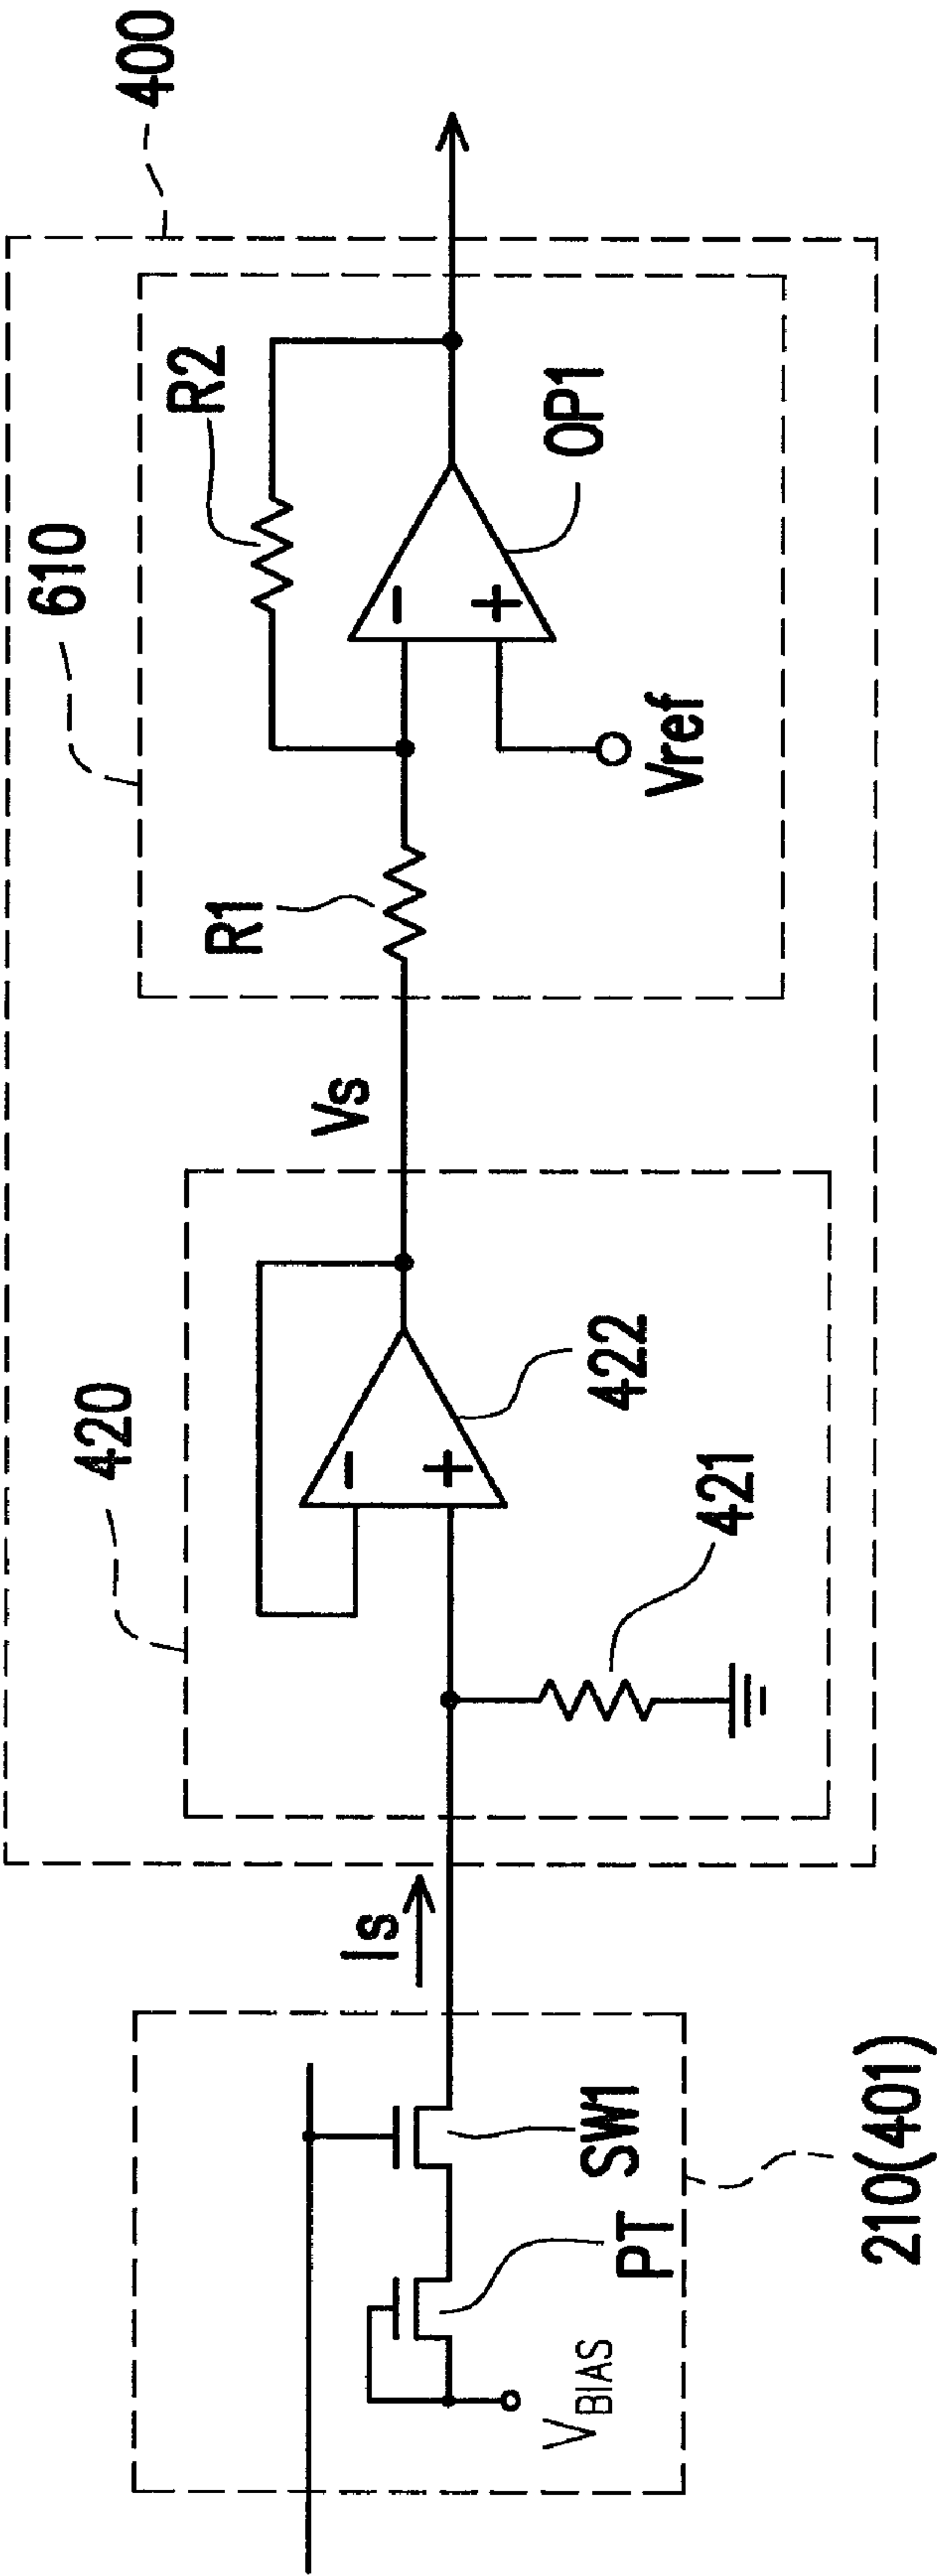 400
610
R2
OP1
R1
Vref
Vs
420
422
421
Is
SW1
PT
VBIAS
210(401)